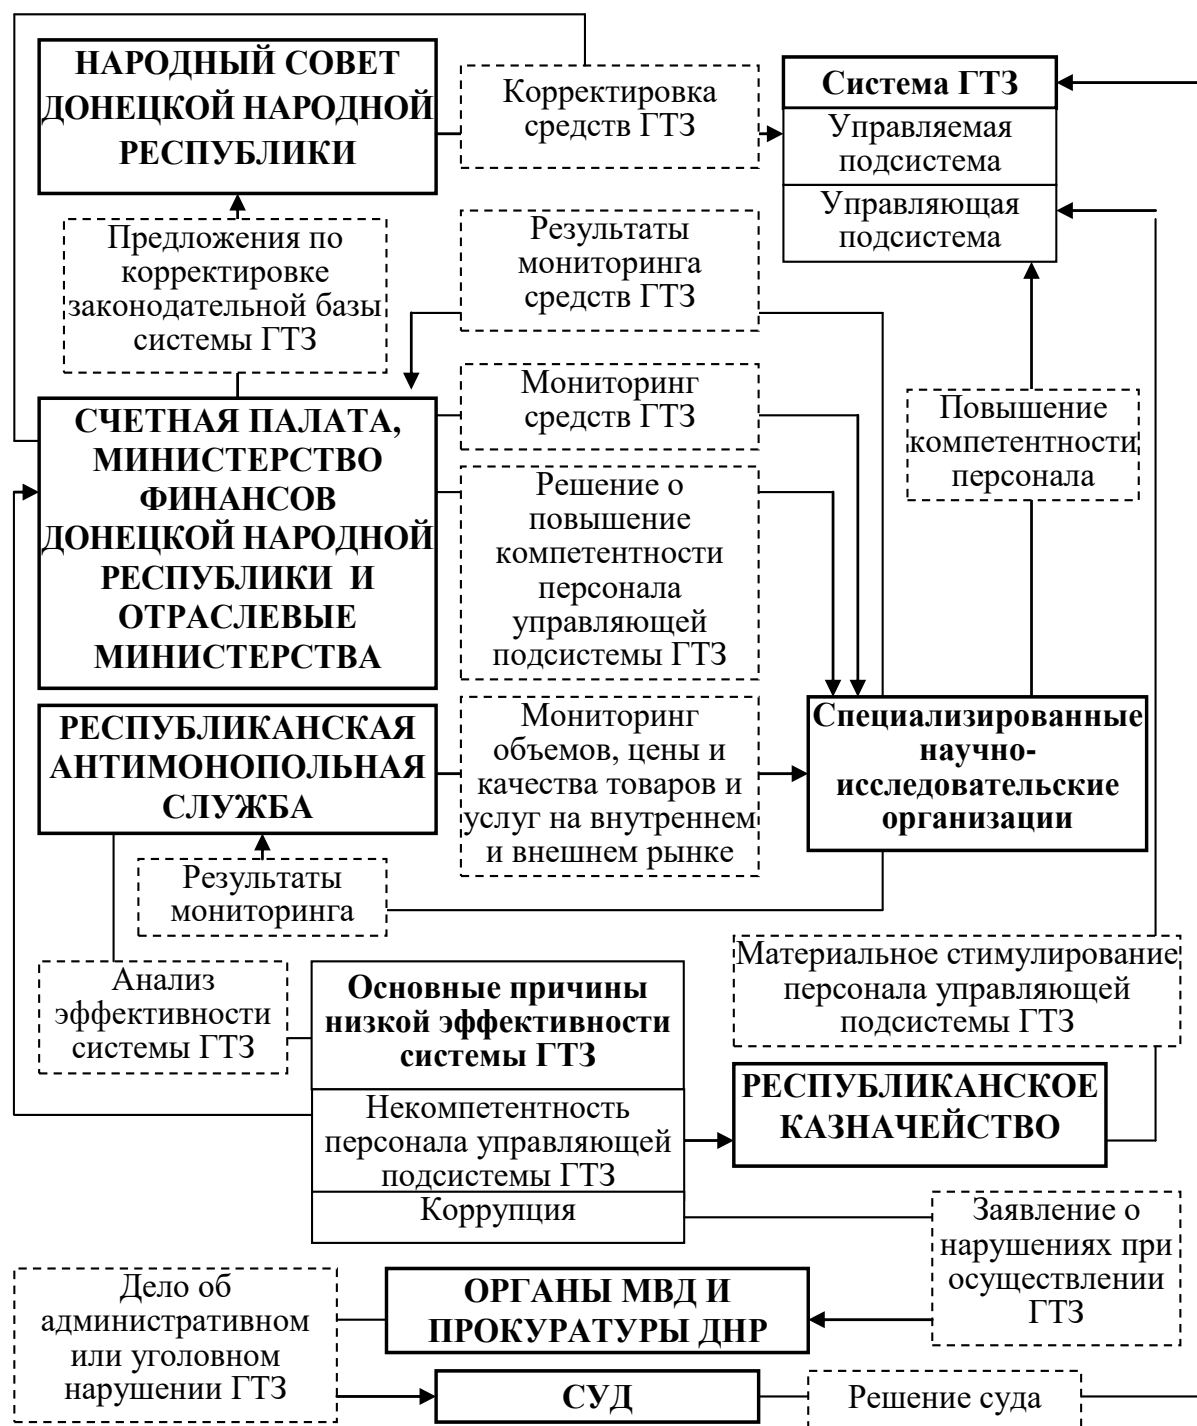 НАРОДНЫЙ СОВЕТ
ДОНЕЦКОЙ НАРОДНОЙ
РЕСПУБЛИКИ
Корректировка
средств ГТЗ
Система ГТЗ
Управляемая
подсистема
Управляющая
подсистема
Предложения по
корректировке
законодательной базы
системы ГТЗ
Результаты
мониторинга
средств ГТЗ
Мониторинг
средств ГТЗ
Повышение
компетентности
персонала
СЧЕТНАЯ ПАЛАТА,
МИНИСТЕРСТВО
ФИНАНСОВ
ДОНЕЦКОЙ НАРОДНОЙ
РЕСПУБЛИКИ И
ОТРАСЛЕВЫЕ
МИНИСТЕРСТВА
Решение о
повышение
компетентности
персонала
управляющей
подсистемы ГТЗ
РЕСПУБЛИКАНСКАЯ
АНТИМОНОПОЛЬНАЯ
СЛУЖБА
Мониторинг
объемов, цены и
качества товаров и
услуг на внутреннем
и внешнем рынке
Специализированные
научно-
исследовательские
организации
Результаты
мониторинга
Анализ
эффективности
системы ГТЗ
Основные причины
низкой эффективности
системы ГТЗ
Некомпетентность
персонала управляющей
подсистемы ГТЗ
Коррупция
Материальное стимулирование
персонала управляющей
подсистемы ГТЗ
РЕСПУБЛИКАНСКОЕ
КАЗНАЧЕЙСТВО
Заявление о
нарушениях при
осуществлении
ГТЗ
Дело об
административном
или уголовном
нарушении ГТЗ
ОРГАНЫ МВД И
ПРОКУРАТУРЫ ДНР
СУД
Решение суда